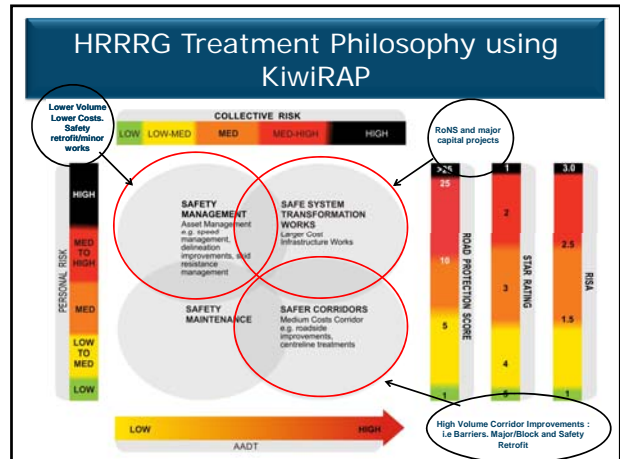 HRRRG Treatment Philosophy using
KiwiRAP
Lower Volume
Lower Costs.
Safety
retrofit/minor
works
COLLECTIVE RISK
LOW
LOW-MED
MED
MED-HIGH
HIGH
RoNS and major
capital projects
PERSONAL RISK
HIGH
MED
TO
HIGH
MED
LOW
TO
MED
LOW
SAFETY
MANAGEMENT
Asset Management
e.g. speed
management,
delineation
improvements, skid
resistance
management
SAFE SYSTEM
TRANSFORMATION
WORKS
Larger Cost
Infrastructure Works
SAFETY
MAINTENANCE
SAFER CORRIDORS
Medium Costs Corridor
e.g. roadside
improvements,
centreline treatments
>25
25
10
5
1
ROAD PROTECTION SCORE
1
2
3
4
5
STAR RATING
3.0
2.5
1.5
1
RISA
LOW
HIGH
AADT
High Volume Corridor Improvements :
i.e Barriers. Major/Block and Safety
Retrofit